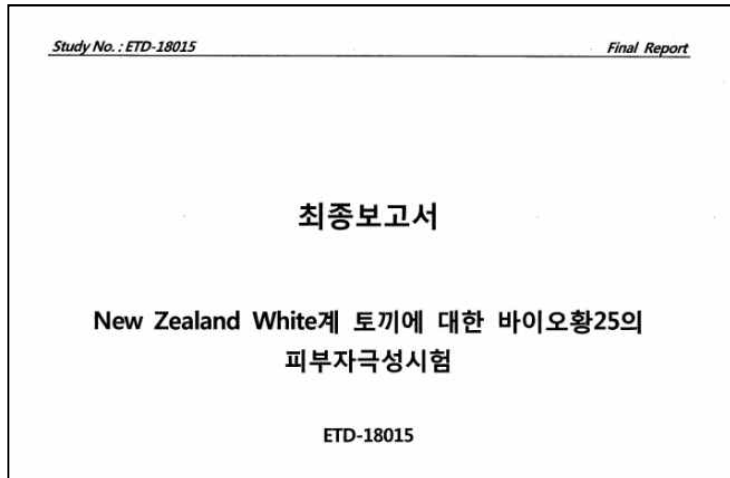 Study No. : ETD-18015
Final Report
최종보고서
New Zealand White계 토끼에 대한 바이오황25의
피부자극성시험
ETD-18015